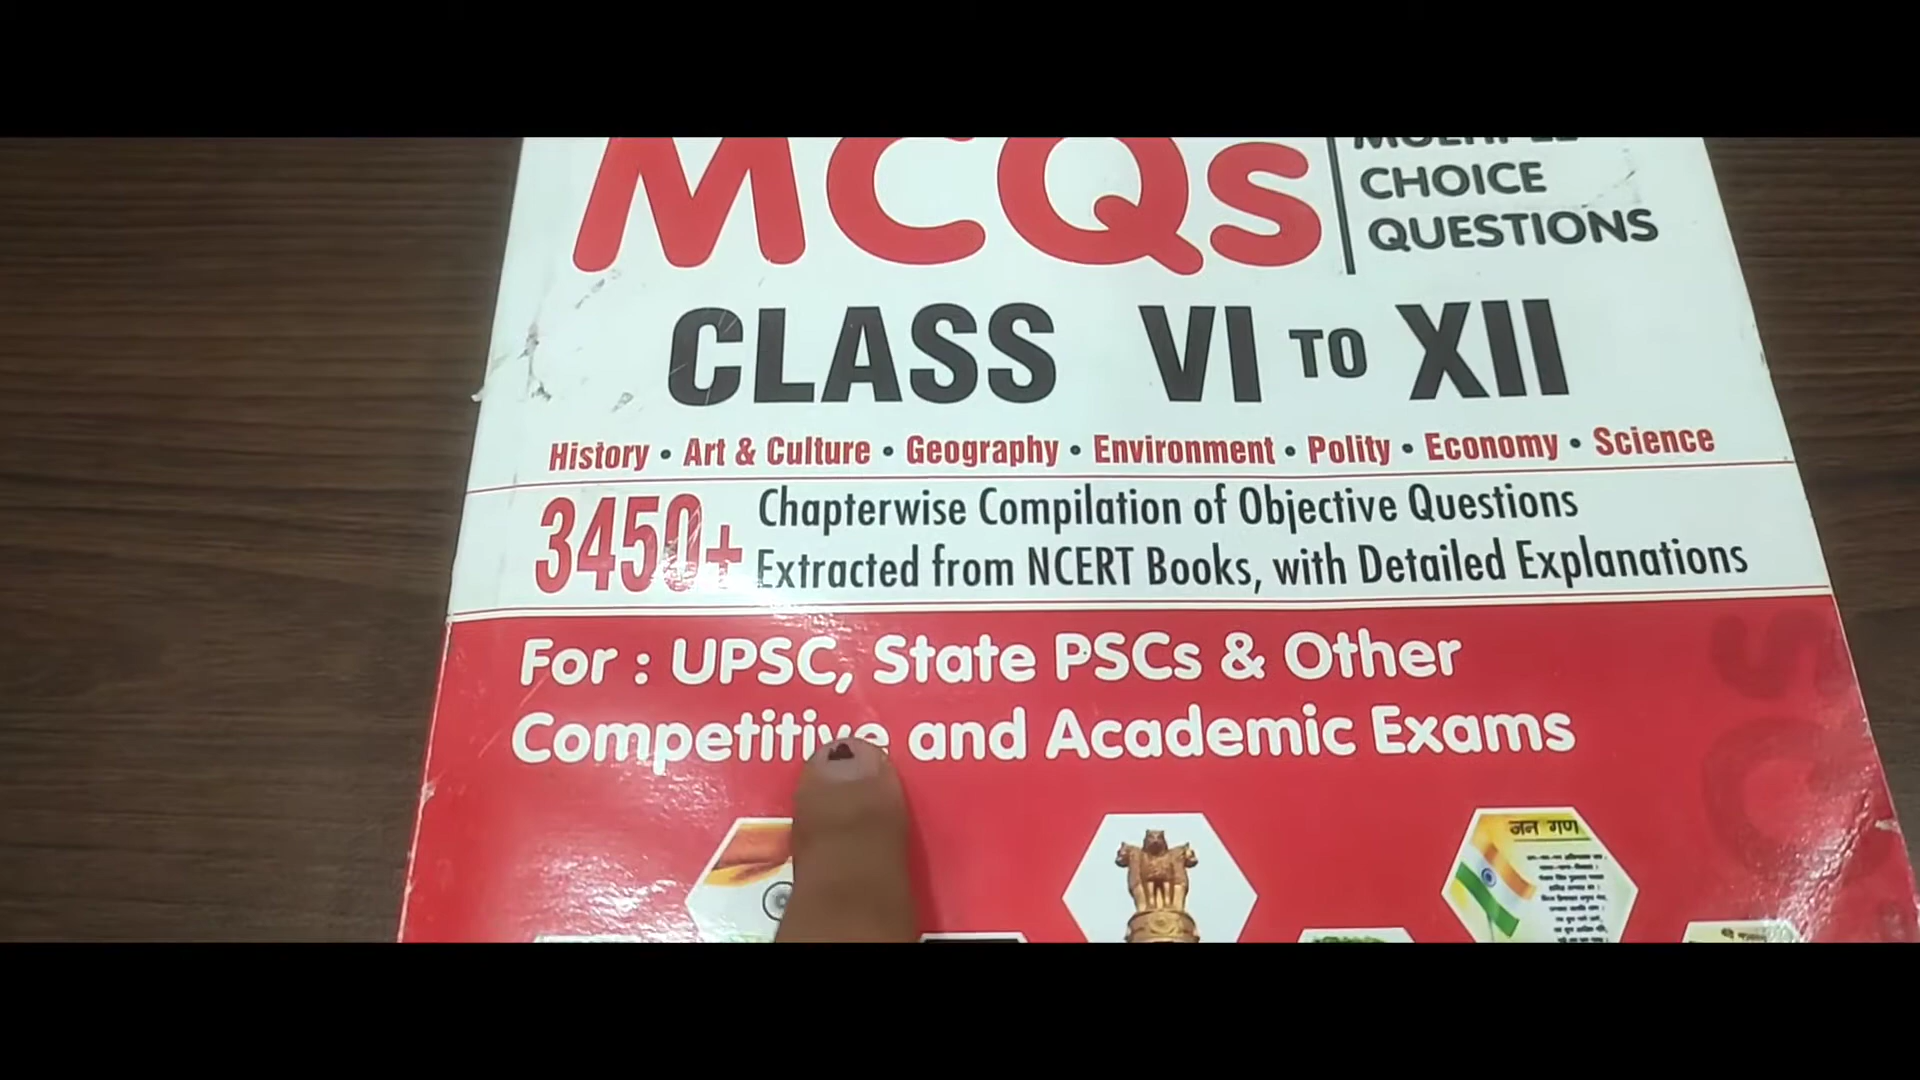 MCQs
MULTIPLE
CHOICE
QUESTIONS
CLASS VI TO XII
History • Art & Culture • Geography • Environment • Polity • Economy • Science
3450+
Chapterwise Compilation of Objective Questions
Extracted from NCERT Books, with Detailed Explanations
For : UPSC, State PSCs & Other
Competitive and Academic Exams
जन गण